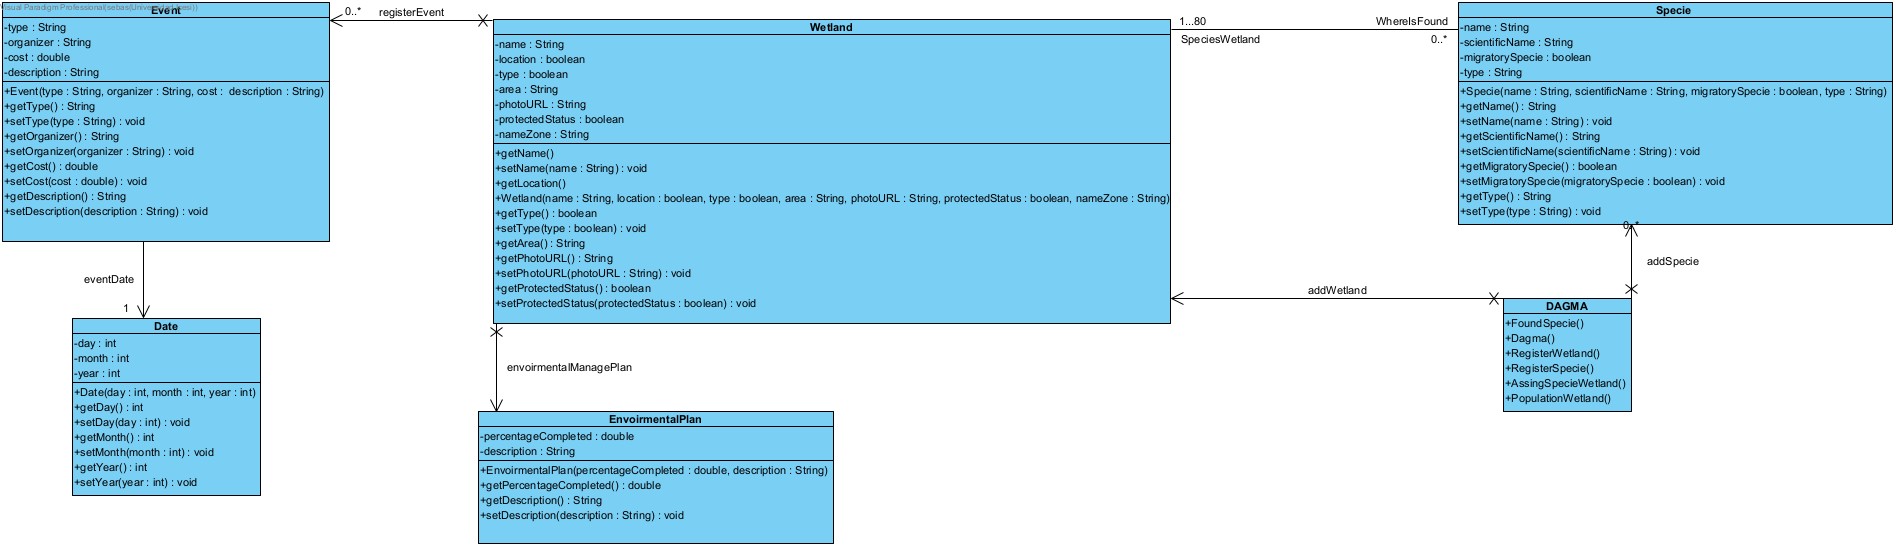 Visual Paradigm Professional(sebas(Universidad Icesi))
Event
-type : String
-organizer : String
-cost : double
-description : String
+Event(type : String, organizer : String, cost :  description : String)
+getType() : String
+setType(type : String) : void
+getOrganizer() : String
+setOrganizer(organizer : String) : void
+getCost() : double
+setCost(cost : double) : void
+getDescription() : String
+setDescription(description : String) : void
0..*
registerEvent
Wetland
-name : String
-location : boolean
-type : boolean
-area : String
-photoURL : String
-protectedStatus : boolean
-nameZone : String
+getName()
+setName(name : String) : void
+getLocation()
+Wetland(name : String, location : boolean, type : boolean, area : String, photoURL : String, protectedStatus : boolean, nameZone : String)
+getType() : boolean
+setType(type : boolean) : void
+getArea() : String
+getPhotoURL() : String
+setPhotoURL(photoURL : String) : void
+getProtectedStatus() : boolean
+setProtectedStatus(protectedStatus : boolean) : void
1...80
WhereIsFound
SpeciesWetland
0..*
Specie
-name : String
-scientificName : String
-migratorySpecie : boolean
-type : String
+Specie(name : String, scientificName : String, migratorySpecie : boolean, type : String)
+getName() : String
+setName(name : String) : void
+getScientificName() : String
+setScientificName(scientificName : String) : void
+getMigratorySpecie() : boolean
+setMigratorySpecie(migratorySpecie : boolean) : void
+getType() : String
+setType(type : String) : void
0..*
addSpecie
addWetland
DAGMA
+FoundSpecie()
+Dagma()
+RegisterWetland()
+RegisterSpecie()
+AssingSpecieWetland()
+PopulationWetland()
eventDate
1
Date
-day : int
-month : int
-year : int
+Date(day : int, month : int, year : int)
+getDay() : int
+setDay(day : int) : void
+getMonth() : int
+setMonth(month : int) : void
+getYear() : int
+setYear(year : int) : void
envoirmentalManagePlan
EnvoirmentalPlan
-percentageCompleted : double
-description : String
+EnvoirmentalPlan(percentageCompleted : double, description : String)
+getPercentageCompleted() : double
+getDescription() : String
+setDescription(description : String) : void